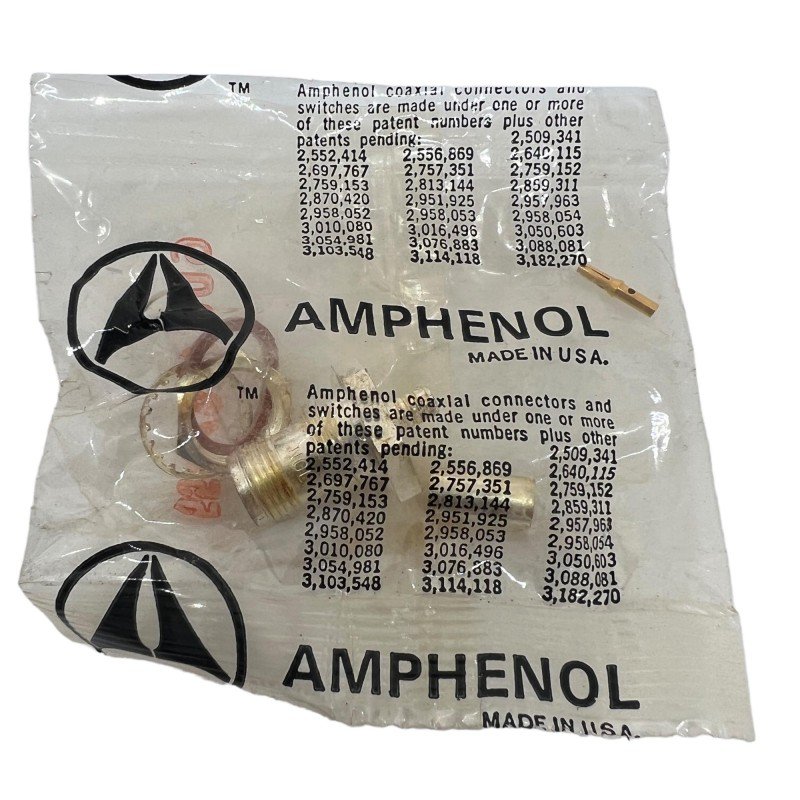 TM
Amphenol coaxial connectors and
switches are made under one or more
of these patent numbers plus other
patents pending: 2,509,341
2,552,414 2,556,869 2,640,115
2,697,767 2,757,351 2,759,152
2,759,153 2,813,144 2,859,311
2,870,420 2,951,925 2,957,963
2,958,052 2,958,053 2,958,054
3,010,080 3,016,496 3,050,603
3,054,981 3,076,883 3,088,081
3,103,548 3,114,118 3,182,270
AMPHENOL
MADE IN U.S.A.
TM
Amphenol coaxial connectors and
switches are made under one or more
of these patent numbers plus other
patents pending: 2,509,341
2,552,414 2,556,869 2,640,115
2,697,767 2,757,351 2,759,152
2,759,153 2,813,144 2,859,311
2,870,420 2,951,925 2,957,963
2,958,052 2,958,053 2,958,054
3,010,080 3,016,496 3,050,603
3,054,981 3,076,883 3,088,081
3,103,548 3,114,118 3,182,270
AMPHENOL
MADE IN U.S.A.